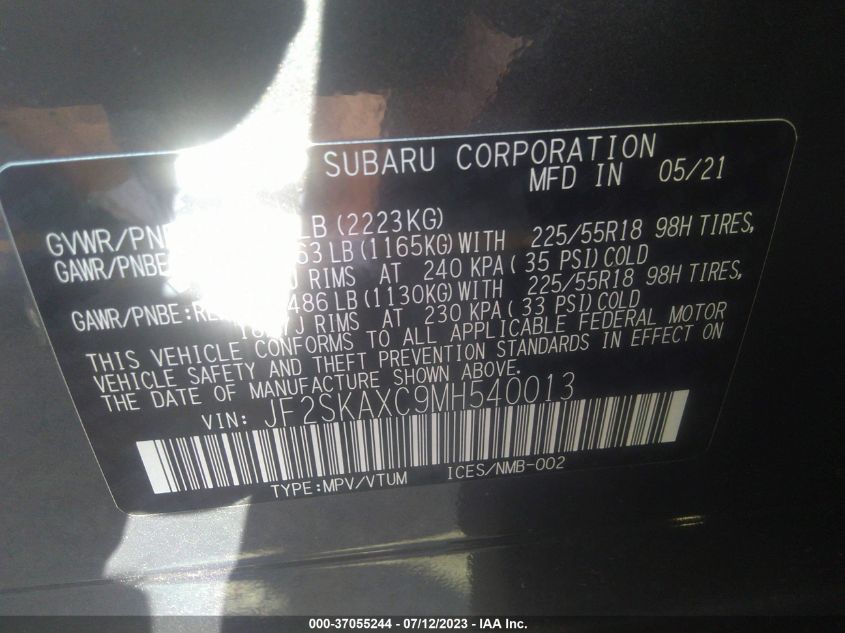 SUBARU CORPORATION
MFD IN 05/21
LB (2223KG)
GAWR/PNBE 63 LB (1165KG) WITH 225/55R18 98H TIRES,
J RIMS AT 240 KPA (35 PSI) COLD
GAWR/PNBE: 486 LB (1130KG) WITH 225/55R18 98H TIRES,
J RIMS AT 230 KPA (33 PSI) COLD
THIS VEHICLE CONFORMS TO ALL APPLICABLE FEDERAL MOTOR
VEHICLE SAFETY AND THEFT PREVENTION STANDARDS IN EFFECT ON
THE DATE OF MANUFACTURE SHOWN ABOVE.
VIN: JF2SKAXC9MH540013
TYPE:MPV/VTUM ICES/NMB-002
000-37055244 - 07/12/2023 - IAA Inc.